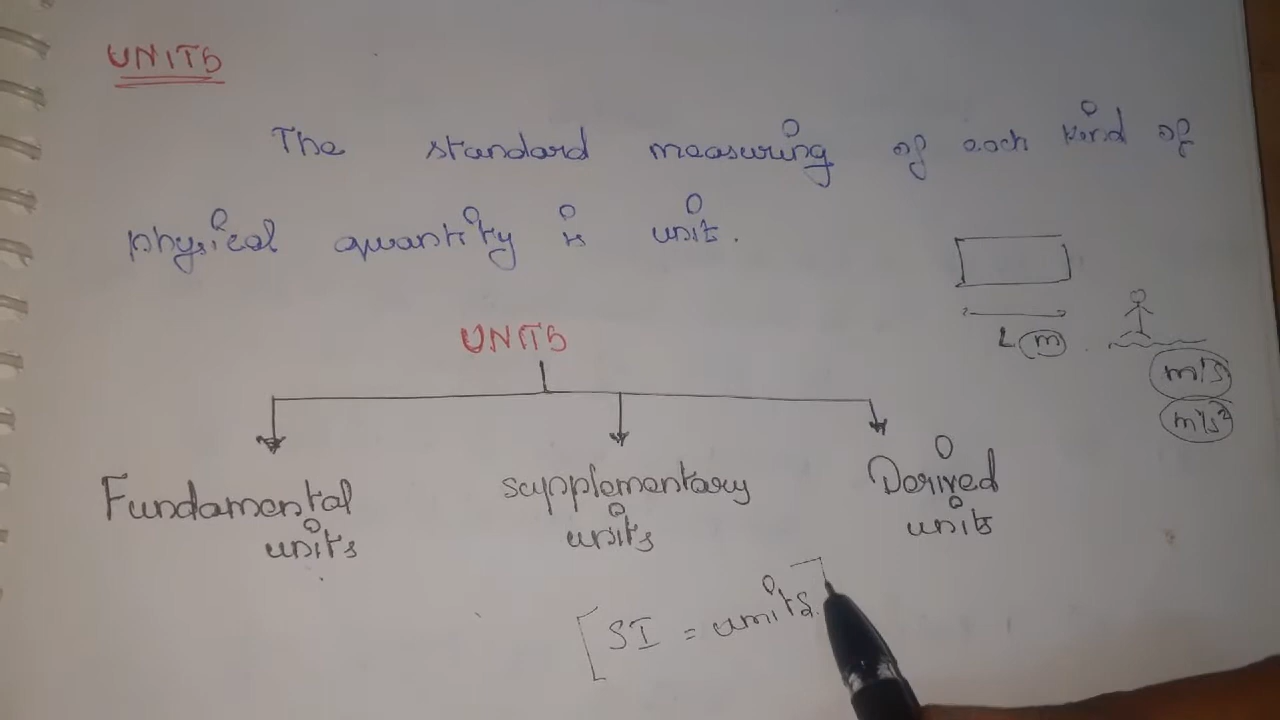 UNITS
The standard measuring of each kind of
physical quantity is unit.
L m
m/s
m/s²
UNITS
Fundamental units
supplementary units
Derived units
[SI = units.]